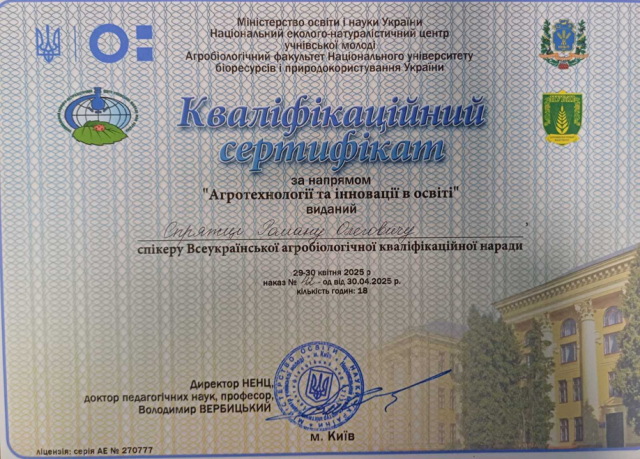 Міністерство освіти і науки України
Національний еколого-натуралістичний центр
учнівської молоді
Агробіологічний факультет Національного університету
біоресурсів і природокористування України
Кваліфікаційний
сертифікат
за напрямом
"Агротехнології та інновації в освіті"
виданий
Олеговичу ,
спікеру Всеукраїнської агробіологічної кваліфікаційної наради
29-30 квітня 2025 р
наказ № -од від 30.04.2025 р.
кількість годин: 18
Директор НЕНЦ,
доктор педагогічних наук, професор,
Володимир ВЕРБИЦЬКИЙ
м. Київ
ліцензія: серія АЕ № 270777